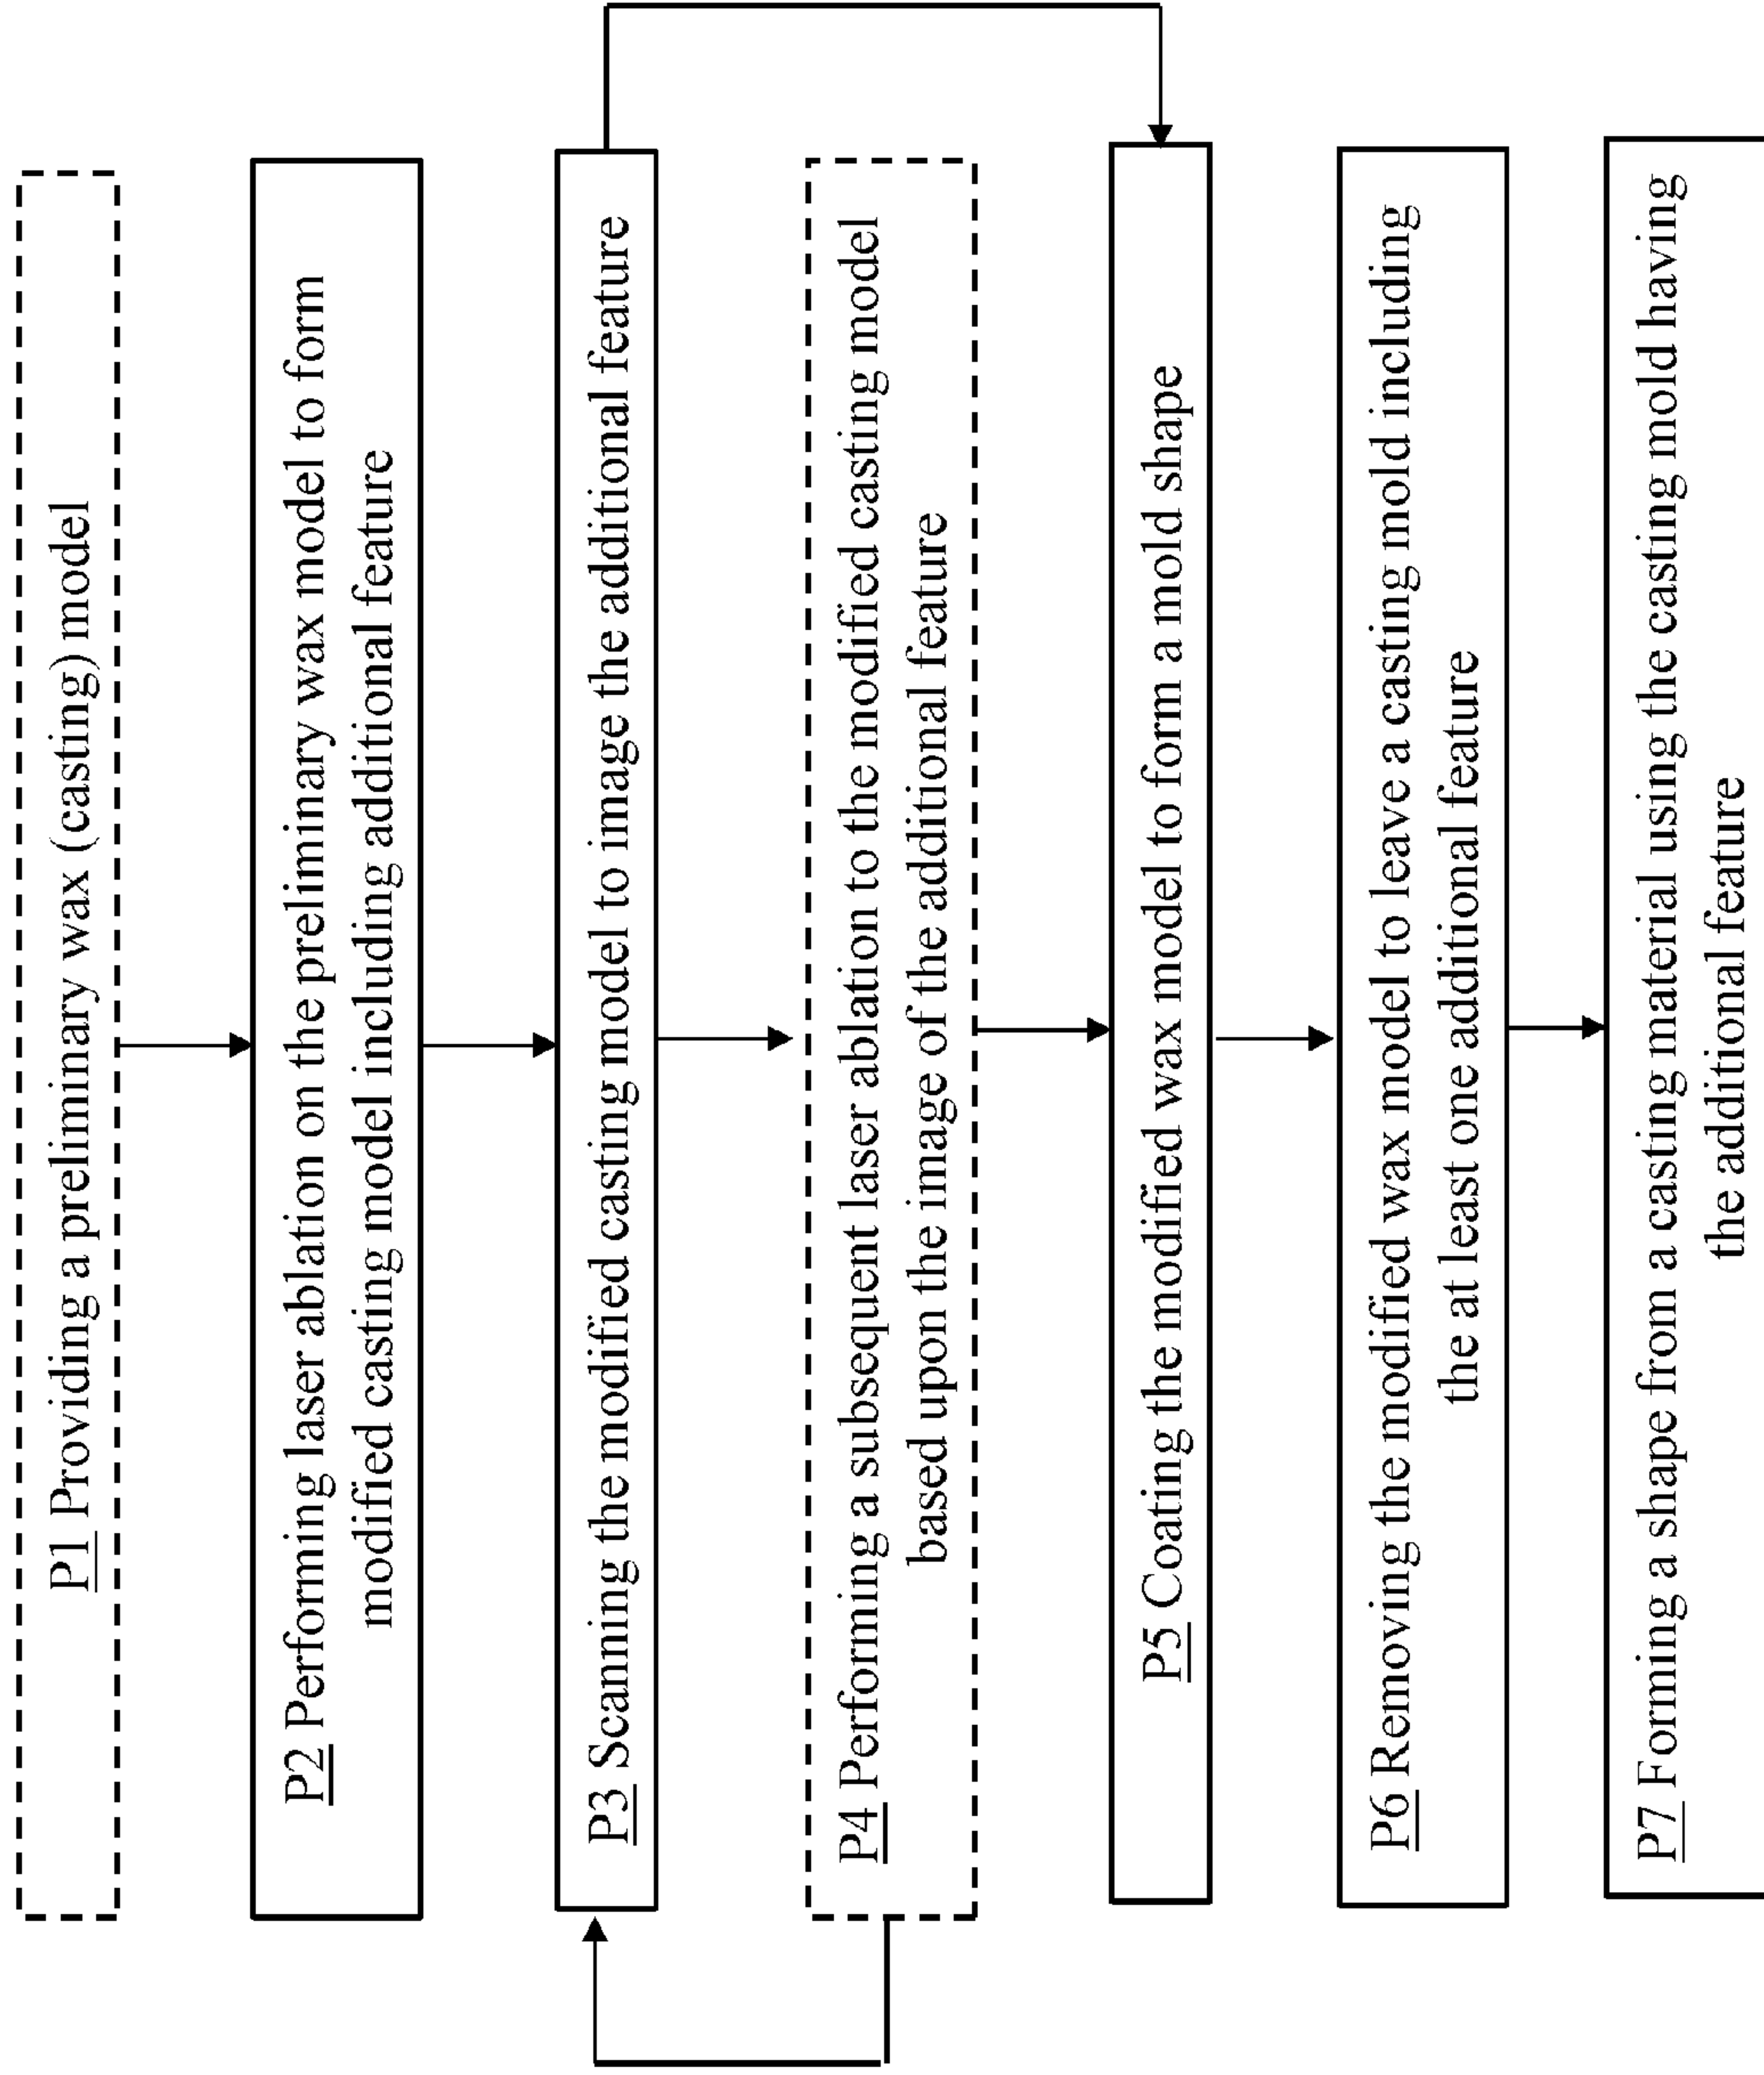 P1 Providing a preliminary wax (casting) model
P2 Performing laser ablation on the preliminary wax model to form
modified casting model including additional feature
P3 Scanning the modified casting model to image the additional feature
P4 Performing a subsequent laser ablation to the modified casting model
based upon the image of the additional feature
P5 Coating the modified wax model to form a mold shape
P6 Removing the modified wax model to leave a casting mold including
the at least one additional feature
P7 Forming a shape from a casting material using the casting mold having
the additional feature